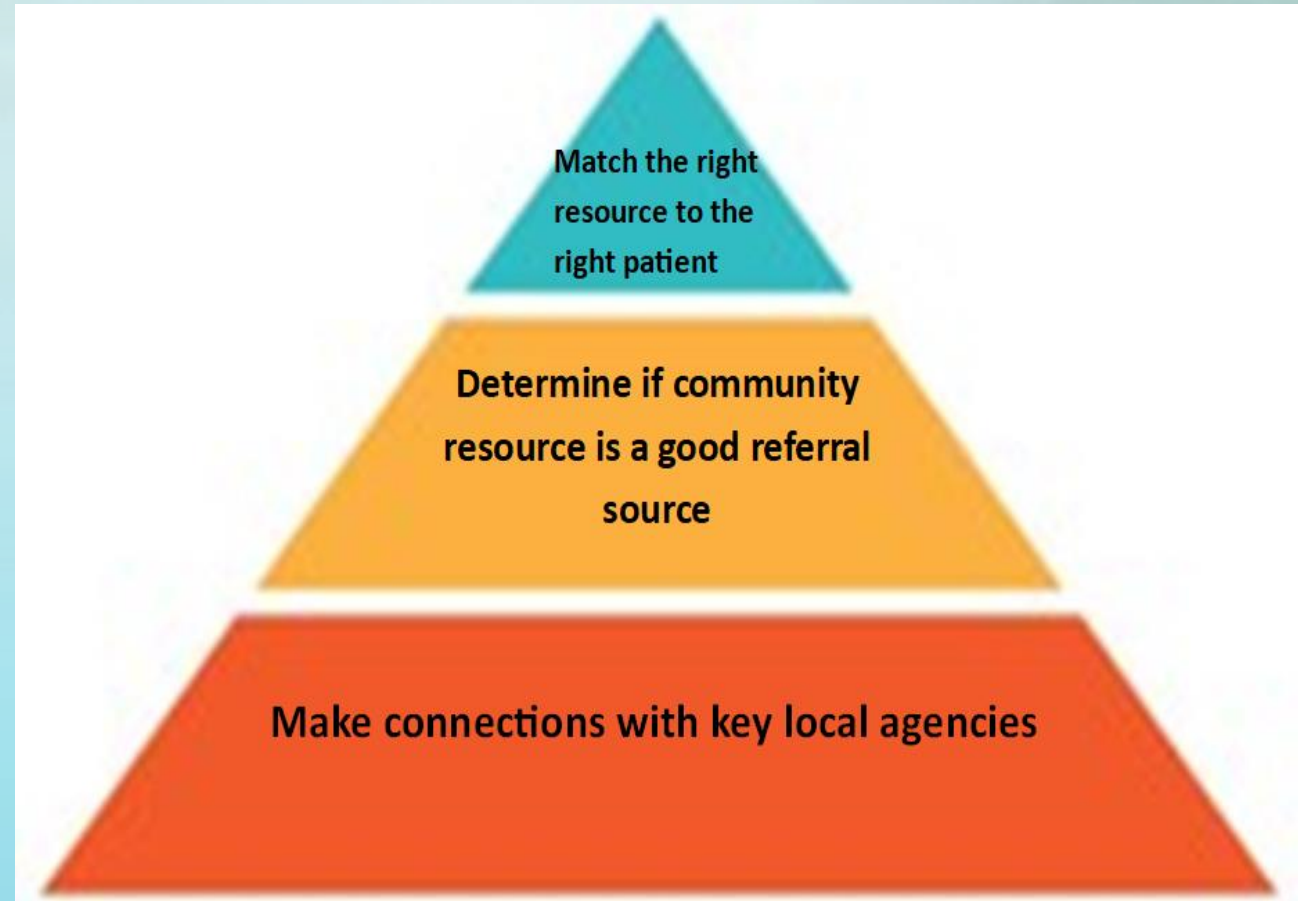 Match the right
resource to the
right patient
Determine if community
resource is a good referral
source
Make connections with key local agencies